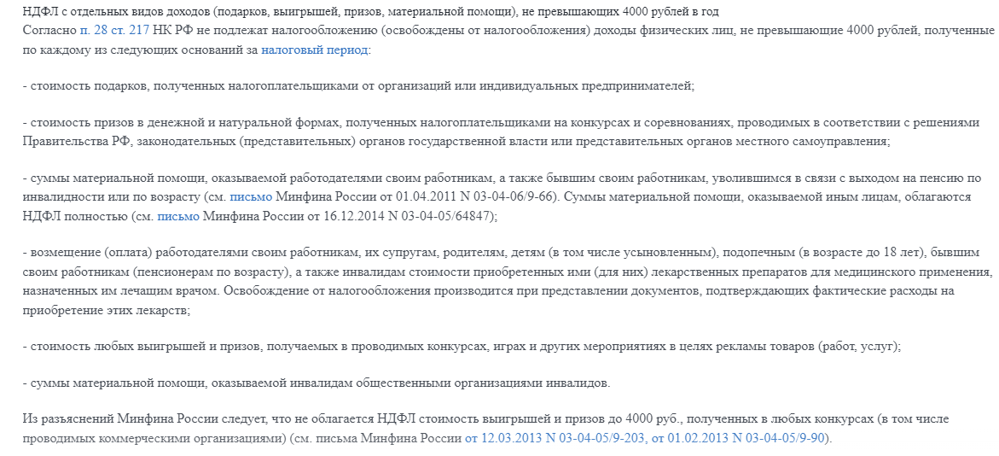 НДФЛ с отдельных видов доходов (подарков, выигрышей, призов, материальной помощи), не превышающих 4000 рублей в год
Согласно п. 28 ст. 217 НК РФ не подлежат налогообложению (освобождены от налогообложения) доходы физических лиц, не превышающие 4000 рублей, полученные
по каждому из следующих оснований за налоговый период:
- стоимость подарков, полученных налогоплательщиками от организаций или индивидуальных предпринимателей;
- стоимость призов в денежной и натуральной формах, полученных налогоплательщиками на конкурсах и соревнованиях, проводимых в соответствии с решениями
Правительства РФ, законодательных (представительных) органов государственной власти или представительных органов местного самоуправления;
- суммы материальной помощи, оказываемой работодателями своим работникам, а также бывшим своим работникам, уволившимся в связи с выходом на пенсию по
инвалидности или по возрасту (см. письмо Минфина России от 01.04.2011 N 03-04-06/9-66). Суммы материальной помощи, оказываемой иным лицам, облагаются
НДФЛ полностью (см. письмо Минфина России от 16.12.2014 N 03-04-05/64847);
- возмещение (оплата) работодателями своим работникам, их супругам, родителям, детям (в том числе усыновленным), подопечным (в возрасте до 18 лет), бывшим
своим работникам (пенсионерам по возрасту), а также инвалидам стоимости приобретенных ими (для них) лекарственных препаратов для медицинского применения,
назначенных им лечащим врачом. Освобождение от налогообложения производится при представлении документов, подтверждающих фактические расходы на
приобретение этих лекарств;
- стоимость любых выигрышей и призов, получаемых в проводимых конкурсах, играх и других мероприятиях в целях рекламы товаров (работ, услуг);
- суммы материальной помощи, оказываемой инвалидам общественными организациями инвалидов.
Из разъяснений Минфина России следует, что не облагается НДФЛ стоимость выигрышей и призов до 4000 руб., полученных в любых конкурсах (в том числе
проводимых коммерческими организациями) (см. письма Минфина России от 12.03.2013 N 03-04-05/9-203, от 01.02.2013 N 03-04-05/9-90).